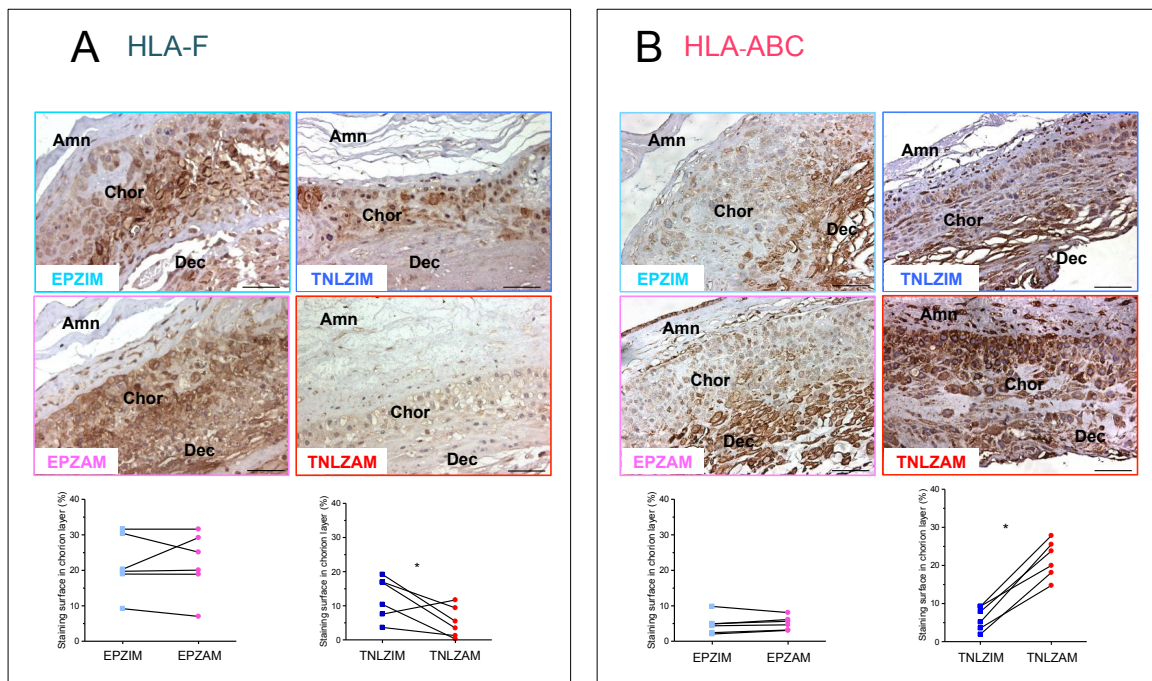 A HLA-F
Amn
Chor
Dec
EPZIM
Amn
Chor
Dec
TNLZIM
Amn
Chor
Dec
EPZAM
Amn
Chor
Dec
TNLZAM
Staining surface in chorion layer (%)
40
30
20
10
0
EPZIM EPZAM
Staining surface in chorion layer (%)
40
30
20
10
0
*
TNLZIM TNLZAM
B HLA-ABC
Amn
Chor
Dec
EPZIM
Amn
Chor
Dec
TNLZIM
Amn
Chor
Dec
EPZAM
Amn
Chor
Dec
TNLZAM
Staining surface in chorion layer (%)
40
30
20
10
0
EPZIM EPZAM
Staining surface in chorion layer (%)
40
30
20
10
0
*
TNLZIM TNLZAM